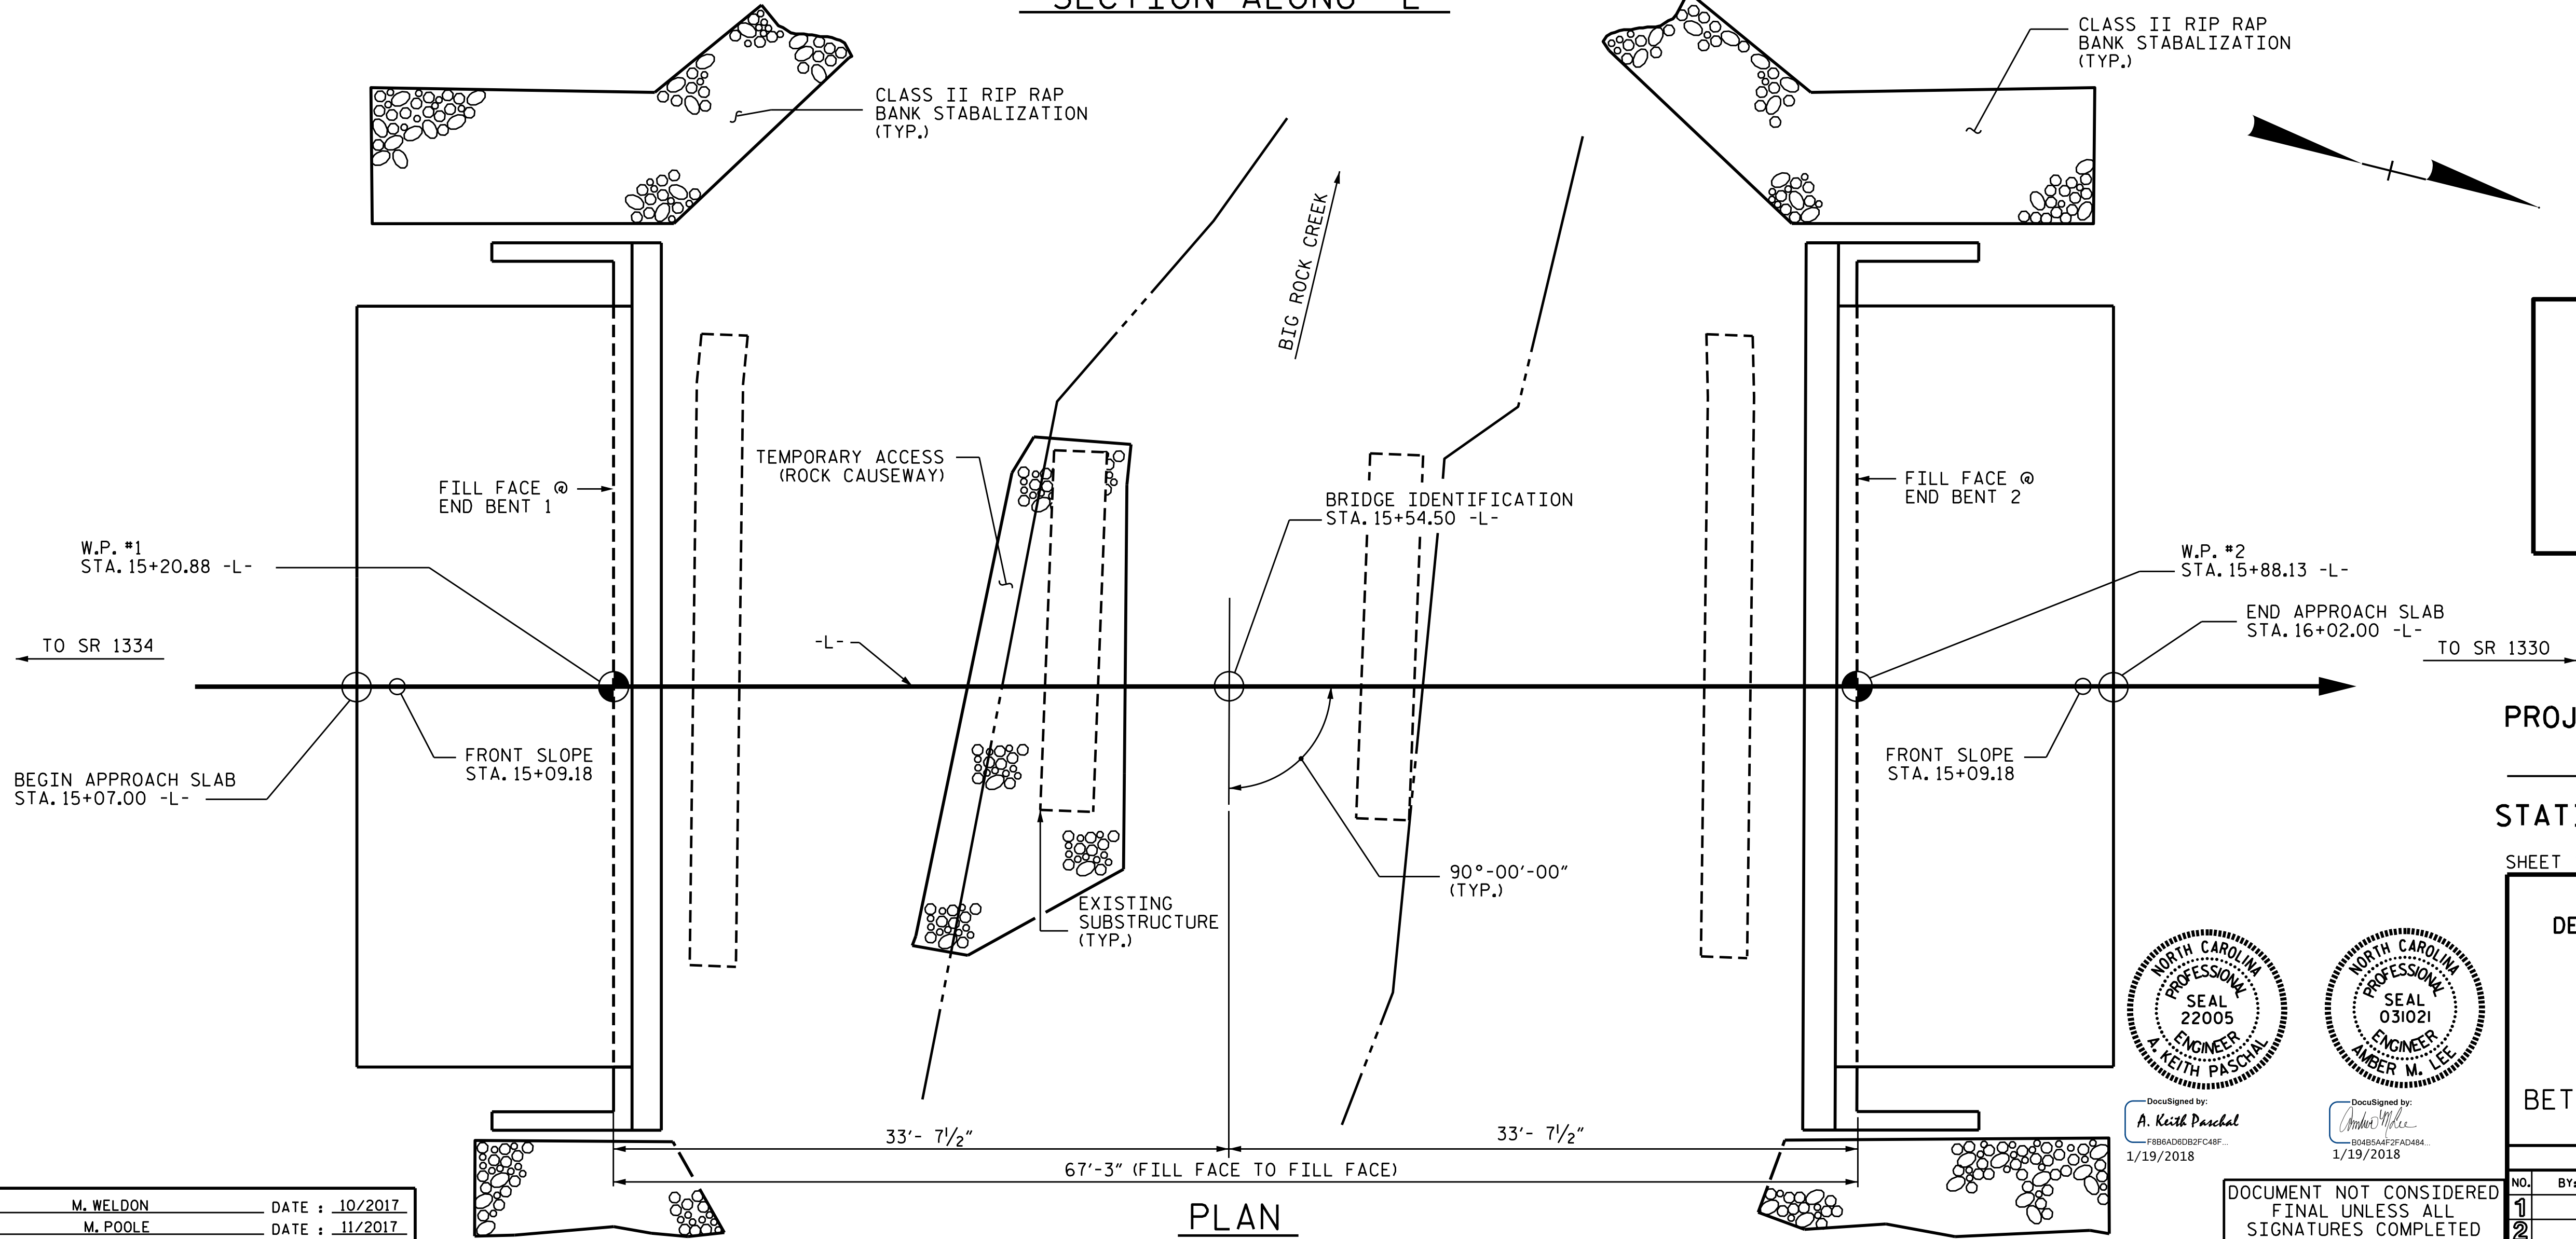 SECTION ALONG -L-
CLASS II RIP RAP
BANK STABALIZATION
(TYP.)
CLASS II RIP RAP
BANK STABALIZATION
(TYP.)
BIG ROCK CREEK
TEMPORARY ACCESS
(ROCK CAUSEWAY)
FILL FACE @
END BENT 1
BRIDGE IDENTIFICATION
STA. 15+54.50 -L-
FILL FACE @
END BENT 2
W.P. #1
STA. 15+20.88 -L-
W.P. #2
STA. 15+88.13 -L-
END APPROACH SLAB
STA. 16+02.00 -L-
TO SR 1334
-L-
TO SR 1330
FRONT SLOPE
STA. 15+09.18
BEGIN APPROACH SLAB
STA. 15+07.00 -L-
FRONT SLOPE
STA. 15+09.18
90°-00'-00"
(TYP.)
EXISTING
SUBSTRUCTURE
(TYP.)
PROJ
STATI
SHEET
DE
BET
NORTH CAROLINA
PROFESSIONAL
SEAL
22005
ENGINEER
A. KEITH PASCHAL
NORTH CAROLINA
PROFESSIONAL
SEAL
031021
ENGINEER
AMBER M. LEE
DocuSigned by:
A. Keith Paschal
F8B6AD6DB2FC48F...
1/19/2018
DocuSigned by:
Amber M Lee
B04B5A4F2FAD484...
1/19/2018
33'- 7 1/2"
33'- 7 1/2"
67'-3" (FILL FACE TO FILL FACE)
PLAN
M. WELDON DATE : 10/2017
M. POOLE DATE : 11/2017
DOCUMENT NOT CONSIDERED
FINAL UNLESS ALL
SIGNATURES COMPLETED
NO. BY:
1
2